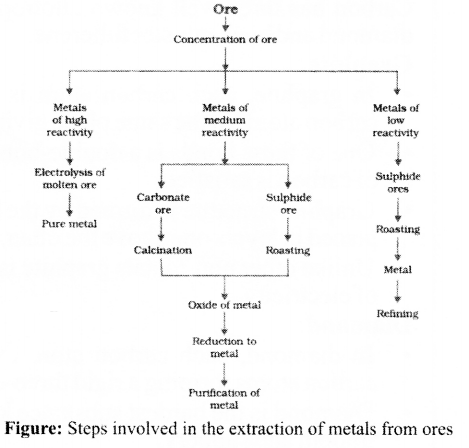 Ore
Concentration of ore
Metals
of high
reactivity
Electrolysis of
molten ore
Pure metal
Metals of
medium
reactivity
Carbonate
ore
Calcination
Sulphide
ore
Roasting
Oxide of metal
Reduction to
metal
Purification of
metal
Metals of
low
reactivity
Sulphide
ores
Roasting
Metal
Refining
Figure: Steps involved in the extraction of metals from ores